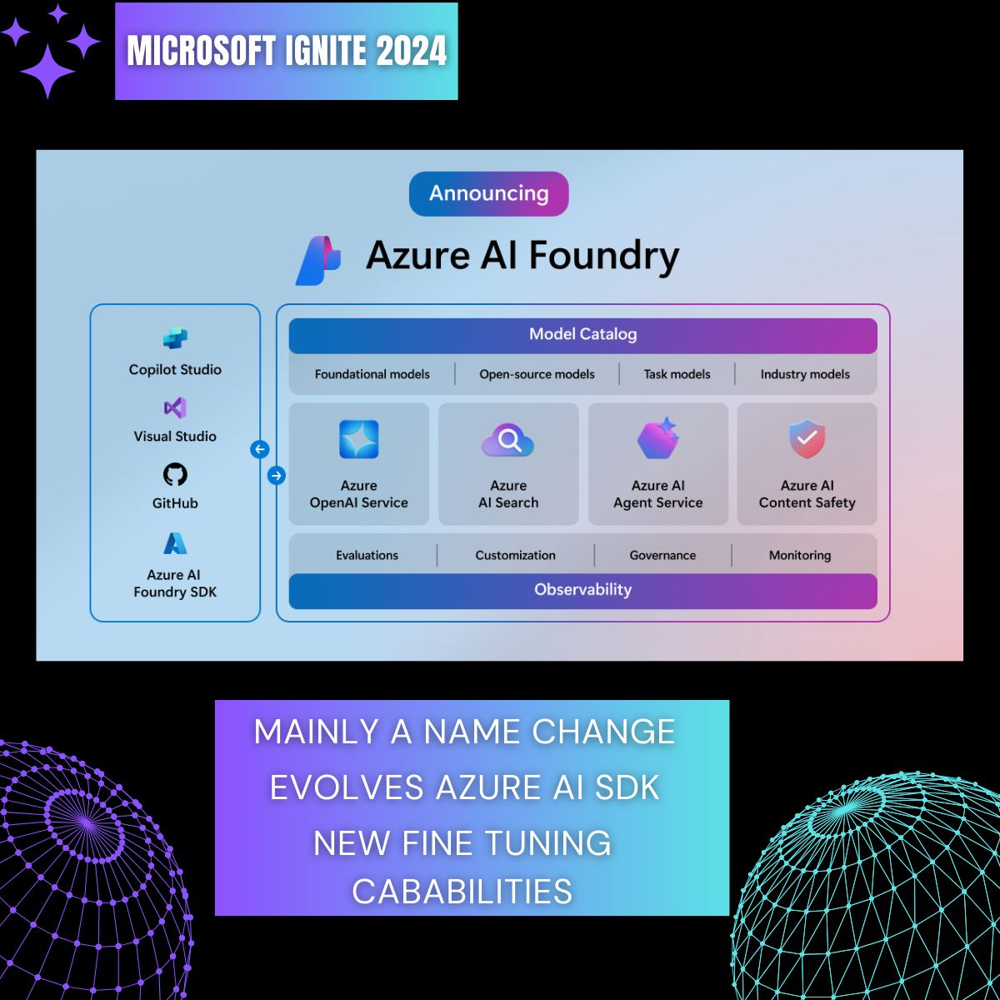 MICROSOFT IGNITE 2024
Announcing
Azure AI Foundry
Copilot Studio
Visual Studio
GitHub
Azure AI
Foundry SDK
Model Catalog
Foundational models
Open-source models
Task models
Industry models
Azure
OpenAI Service
Azure
AI Search
Azure AI
Agent Service
Azure AI
Content Safety
Evaluations
Customization
Governance
Monitoring
Observability
MAINLY A NAME CHANGE
EVOLVES AZURE AI SDK
NEW FINE TUNING
CABABILITIES